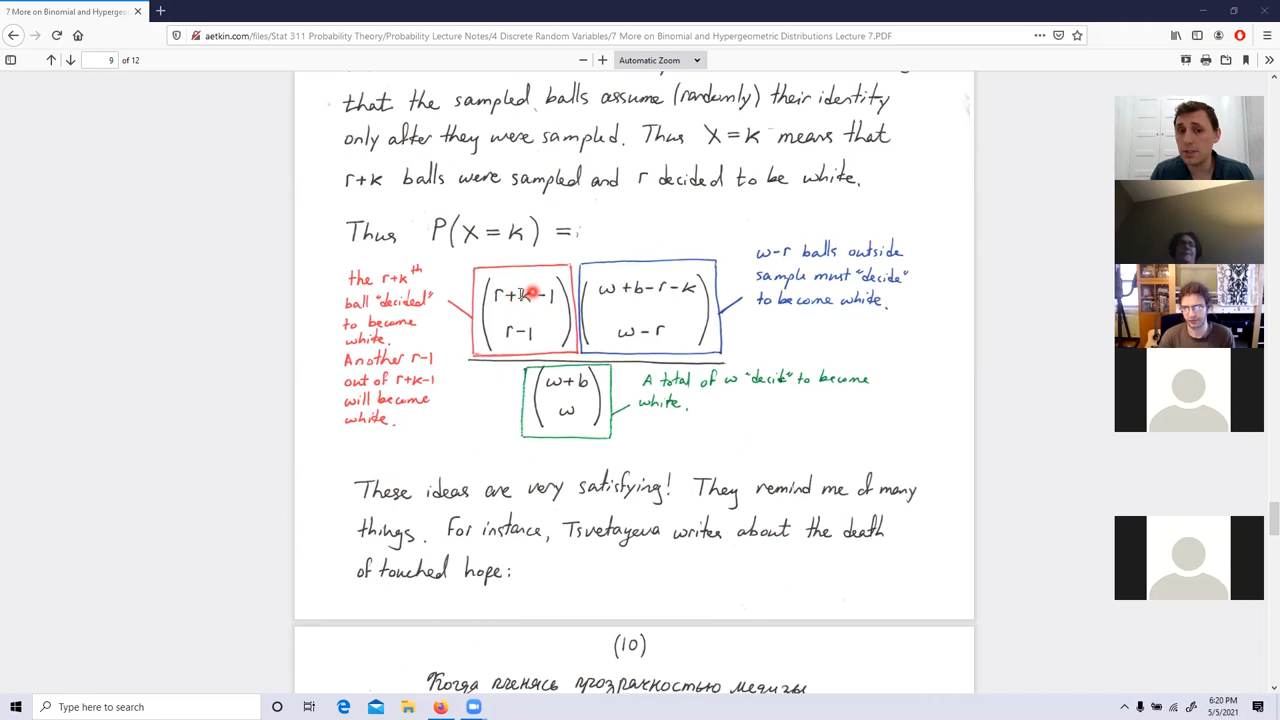 7 More on Binomial and Hypergeo
aetkin.com/files/Stat 311 Probability Theory/Probability Lecture Notes/4 Discrete Random Variables/7 More on Binomial and Hypergeometric Distributions Lecture 7.PDF
9 of 12
Automatic Zoom
that the sampled balls assume (randomly) their identity
only after they were sampled. Thus X = k means that
r+k balls were sampled and r decided to be white.
Thus P(X = k) =
the r+kth
ball "decided"
to become
white.
Another r-1
out of r+k-1
will become
white.
r+k-1
r-1
w+b-r-k
w-r
w-r balls outside
sample must "decide"
to become white.
w+b
w
A total of w "decide" to become
white.
These ideas are very satisfying! They remind me of many
things. For instance, Tsvetayeva writes about the death
of touched hope:
(10)
Когда пленясь прозрачностью медузы
Type here to search
6:20 PM
5/5/2021